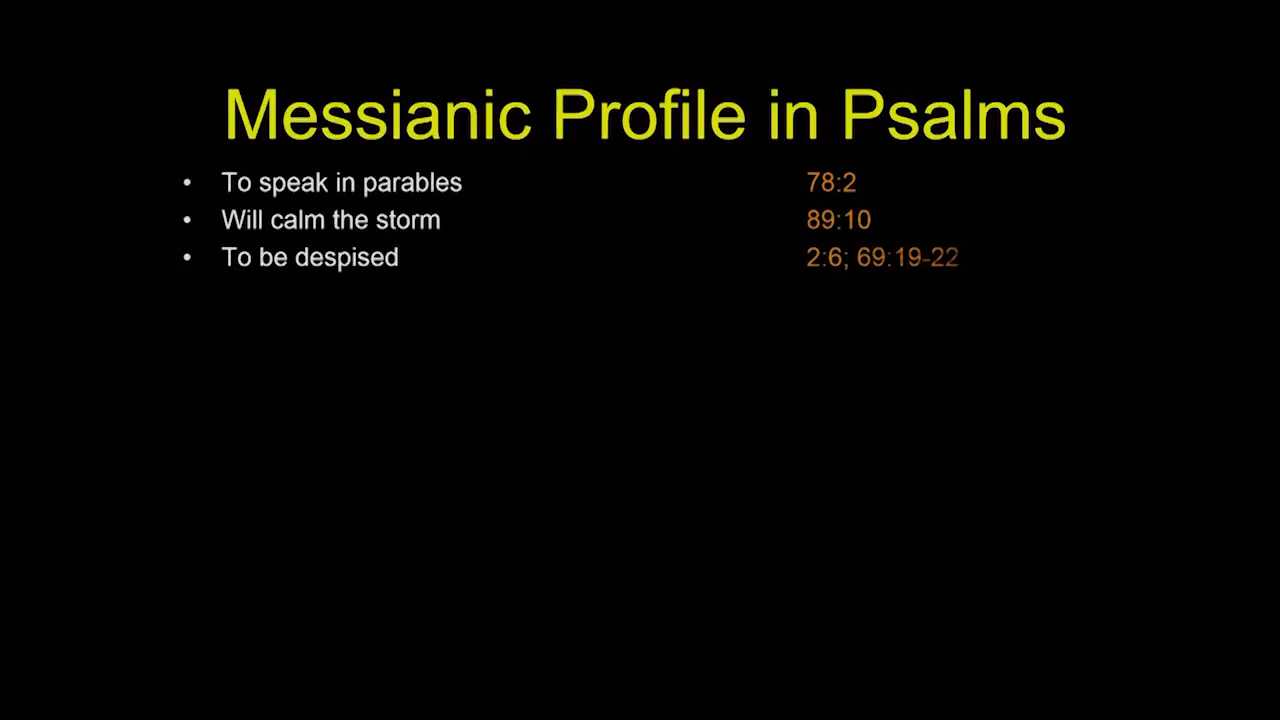 Messianic Profile in Psalms
• To speak in parables 78:2
• Will calm the storm 89:10
• To be despised 2:6; 69:19-22